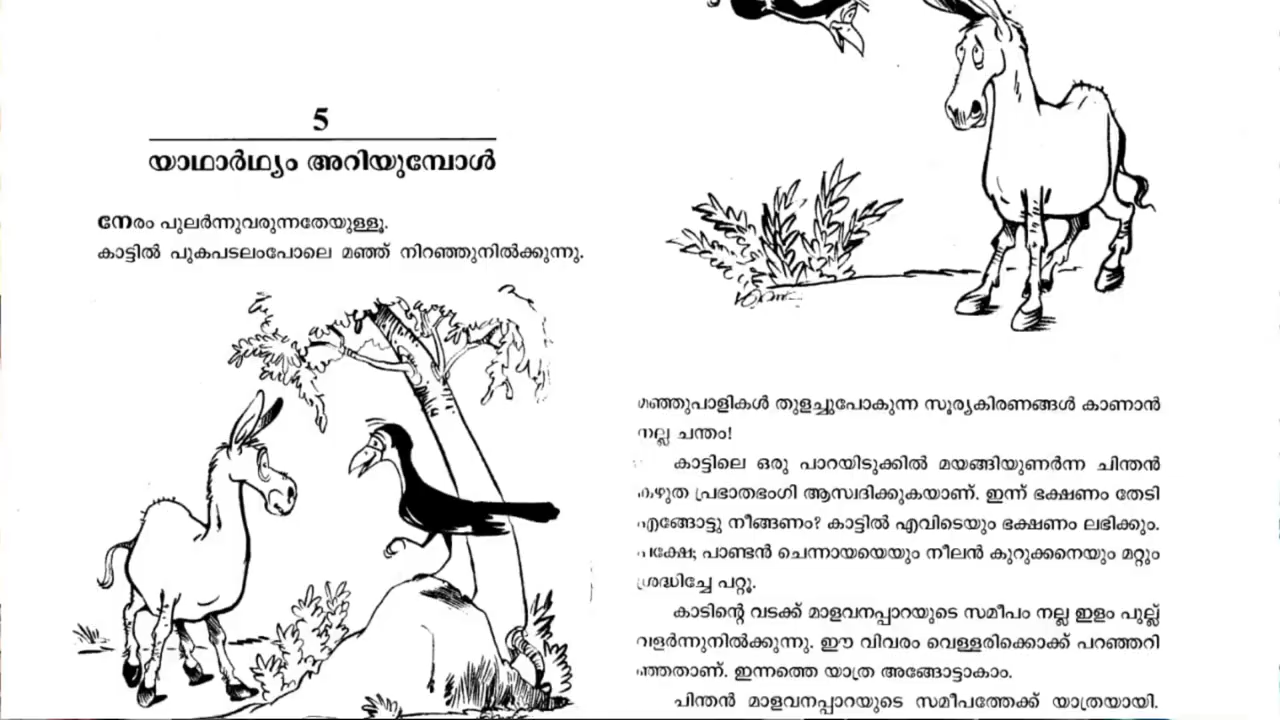 5
യാഥാർഥ്യം അറിയുമ്പോൾ
നേരം പുലർന്നുവരുന്നതേയുള്ളൂ.
കാട്ടിൽ പുകപടലംപോലെ മഞ്ഞ് നിറഞ്ഞുനിൽക്കുന്നു.
മഞ്ഞുപാളികൾ തുളച്ചുപോകുന്ന സൂര്യകിരണങ്ങൾ കാണാൻ
നല്ല ചന്തം!
കാട്ടിലെ ഒരു പാറയിടുക്കിൽ മയങ്ങിയുണർന്ന ചിന്തൻ
കഴുത പ്രഭാതഭംഗി ആസ്വദിക്കുകയാണ്. ഇന്ന് ഭക്ഷണം തേടി
എങ്ങോട്ടു നീങ്ങണം? കാട്ടിൽ എവിടെയും ഭക്ഷണം ലഭിക്കും.
പക്ഷേ; പാണ്ടൻ ചെന്നായയെയും നീലൻ കുറുക്കനെയും മറ്റും
ശ്രദ്ധിച്ചേ പറ്റൂ.
കാടിന്റെ വടക്ക് മാളവനപ്പാറയുടെ സമീപം നല്ല ഇളം പുല്ല്
വളർന്നുനിൽക്കുന്നു. ഈ വിവരം വെള്ളരിക്കൊക്ക് പറഞ്ഞറി
ഞ്ഞതാണ്. ഇന്നത്തെ യാത്ര അങ്ങോട്ടാകാം.
ചിന്തൻ മാളവനപ്പാറയുടെ സമീപത്തേക്ക് യാത്രയായി.